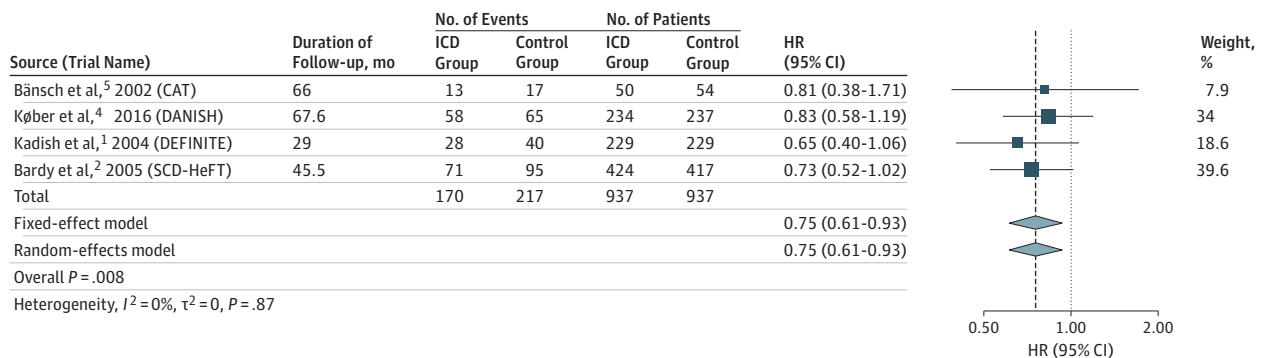 No. of Events No. of Patients
Source (Trial Name) Duration of Follow-up, mo ICD Group Control Group ICD Group Control Group HR (95% CI) Weight, %
Bänsch et al,5 2002 (CAT) 66 13 17 50 54 0.81 (0.38-1.71) 7.9
Køber et al,4 2016 (DANISH) 67.6 58 65 234 237 0.83 (0.58-1.19) 34
Kadish et al,1 2004 (DEFINITE) 29 28 40 229 229 0.65 (0.40-1.06) 18.6
Bardy et al,2 2005 (SCD-HeFT) 45.5 71 95 424 417 0.73 (0.52-1.02) 39.6
Total 170 217 937 937
Fixed-effect model 0.75 (0.61-0.93)
Random-effects model 0.75 (0.61-0.93)
Overall P = .008
Heterogeneity, I2 = 0%, τ2 = 0, P = .87
0.50 1.00 2.00
HR (95% CI)